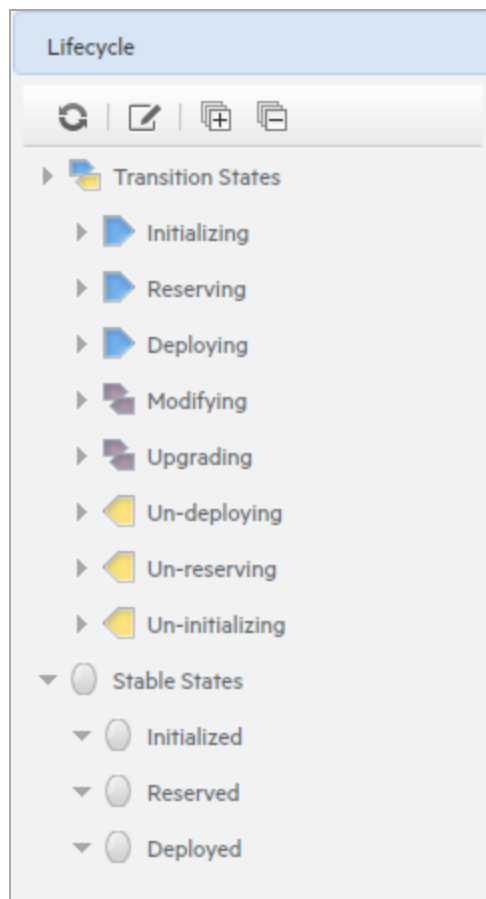 Lifecycle
Transition States
Initializing
Reserving
Deploying
Modifying
Upgrading
Un-deploying
Un-reserving
Un-initializing
Stable States
Initialized
Reserved
Deployed